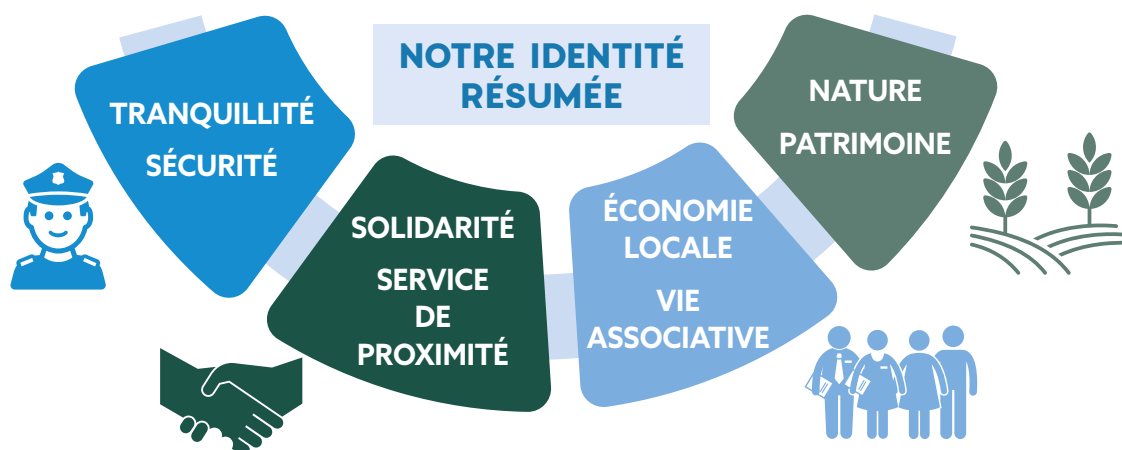 NOTRE IDENTITÉ
RÉSUMÉE
TRANQUILLITÉ
SÉCURITÉ
SOLIDARITÉ
SERVICE
DE
PROXIMITÉ
ÉCONOMIE
LOCALE
VIE
ASSOCIATIVE
NATURE
PATRIMOINE